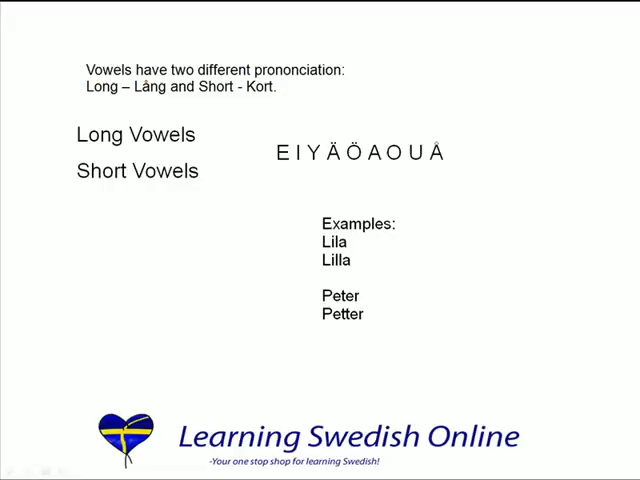 Vowels have two different prononciation:
Long – Lång and Short - Kort.
Long Vowels
Short Vowels
E I Y Ä Ö A O U Å
Examples:
Lila
Lilla
Peter
Petter
Learning Swedish Online
-Your one stop shop for learning Swedish!